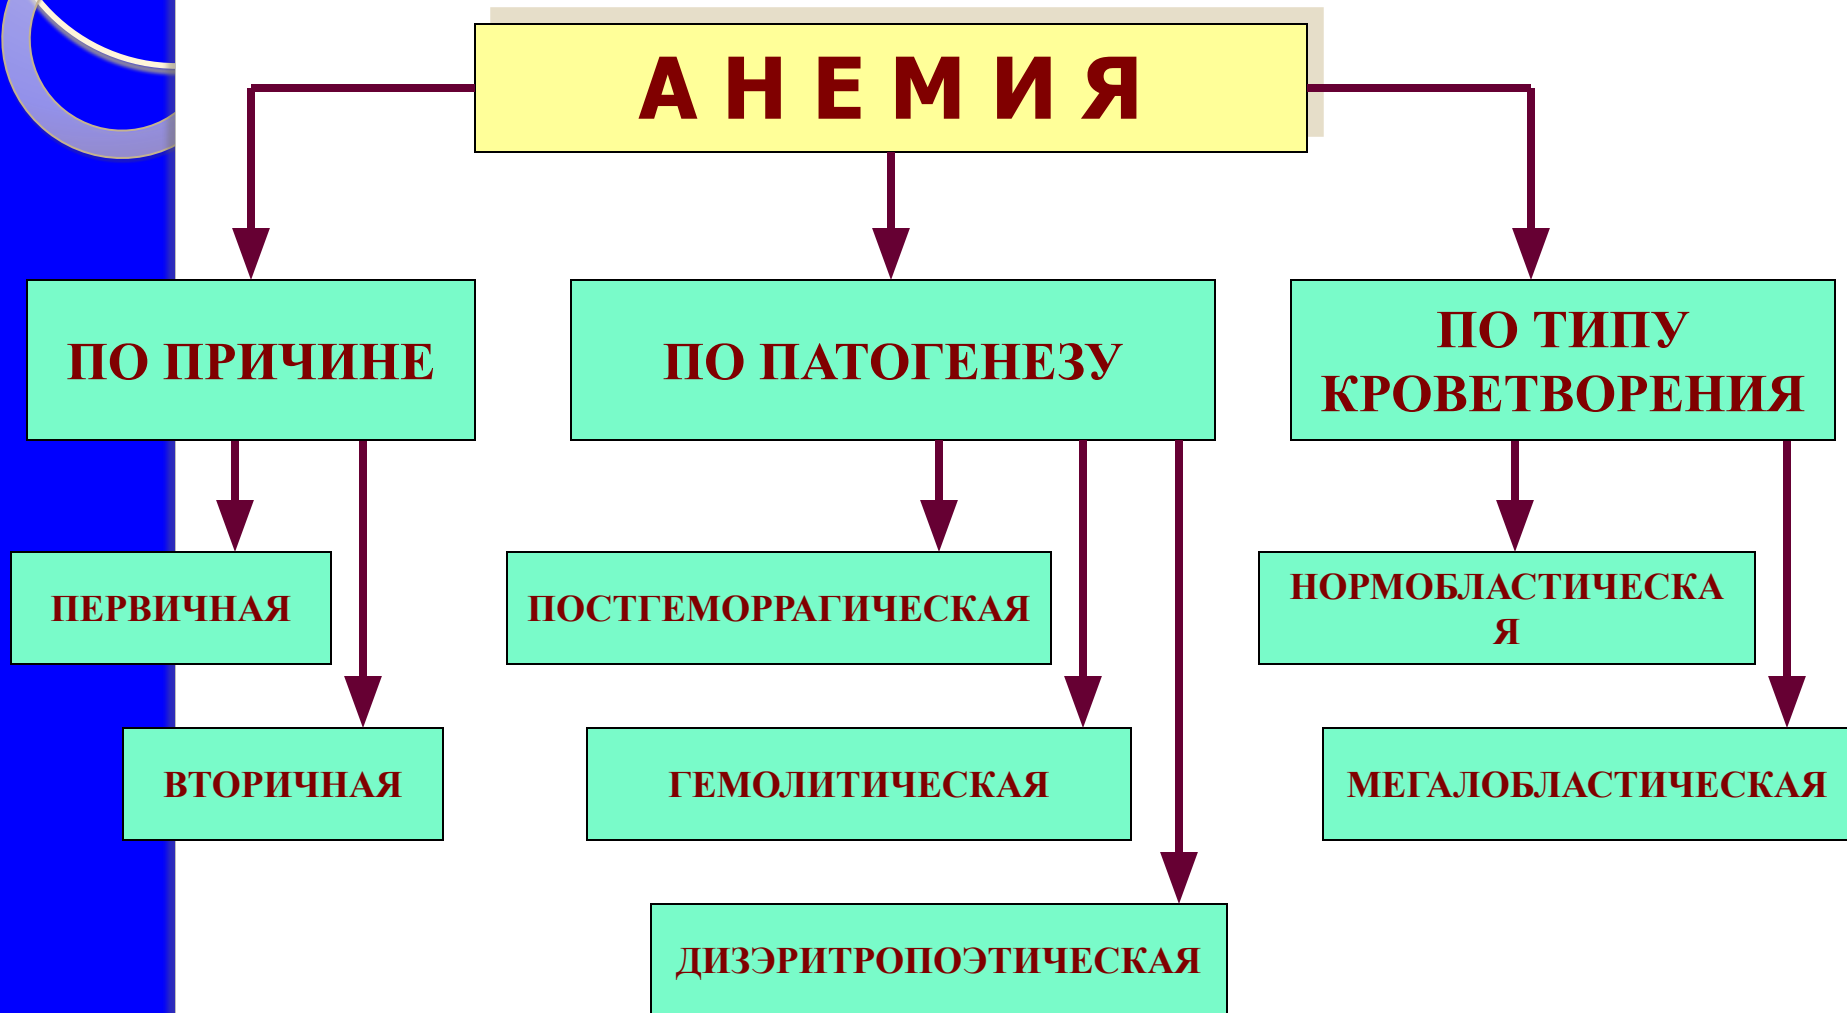 А Н Е М И Я
ПО ПРИЧИНЕ
ПО ПАТОГЕНЕЗУ
ПО ТИПУ
КРОВЕТВОРЕНИЯ
ПЕРВИЧНАЯ
ПОСТГЕМОРРАГИЧЕСКАЯ
НОРМОБЛАСТИЧЕСКА
Я
ВТОРИЧНАЯ
ГЕМОЛИТИЧЕСКАЯ
МЕГАЛОБЛАСТИЧЕСКАЯ
ДИЗЭРИТРОПОЭТИЧЕСКАЯ